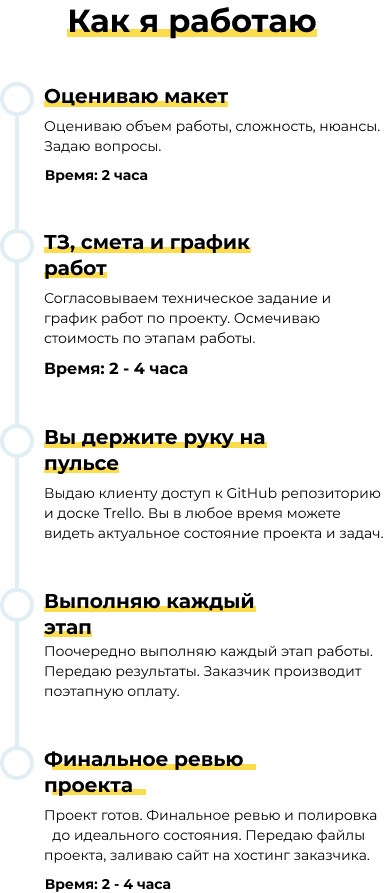 Как я работаю
Оцениваю макет
Оцениваю объем работы, сложность, нюансы.
Задаю вопросы.
Время: 2 часа
ТЗ, смета и график
работ
Согласовываем техническое задание и
график работ по проекту. Осмечиваю
стоимость по этапам работы.
Время: 2 - 4 часа
Вы держите руку на
пульсе
Выдаю клиенту доступ к GitHub репозиторию
и доске Trello. Вы в любое время можете
видеть актуальное состояние проекта и задач.
Выполняю каждый
этап
Поочередно выполняю каждый этап работы.
Передаю результаты. Заказчик производит
поэтапную оплату.
Финальное ревью
проекта
Проект готов. Финальное ревью и полировка
до идеального состояния. Передаю файлы
проекта, заливаю сайт на хостинг заказчика.
Время: 2 - 4 часа